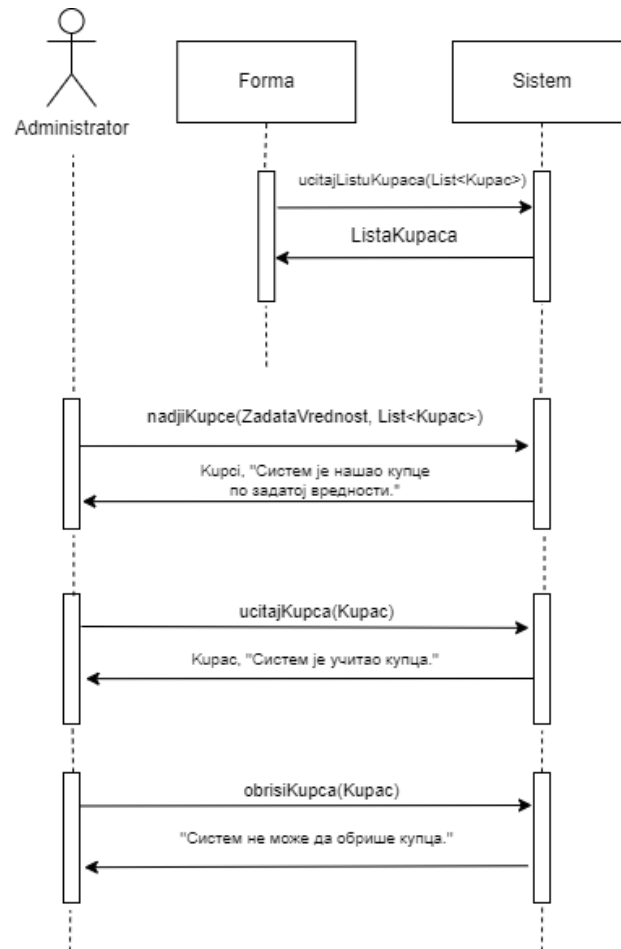 Forma
Sistem
Administrator
ucitajListuKupaca(List<Kupac>)
ListaKupaca
nadjiKupce(ZadataVrednost, List<Kupac>)
Kupci, "Систем је нашао купце
по задатој вредности."
ucitajKupca(Kupac)
Kupac, "Систем је учитао купца."
obrisiKupca(Kupac)
"Систем не може да обрише купца."